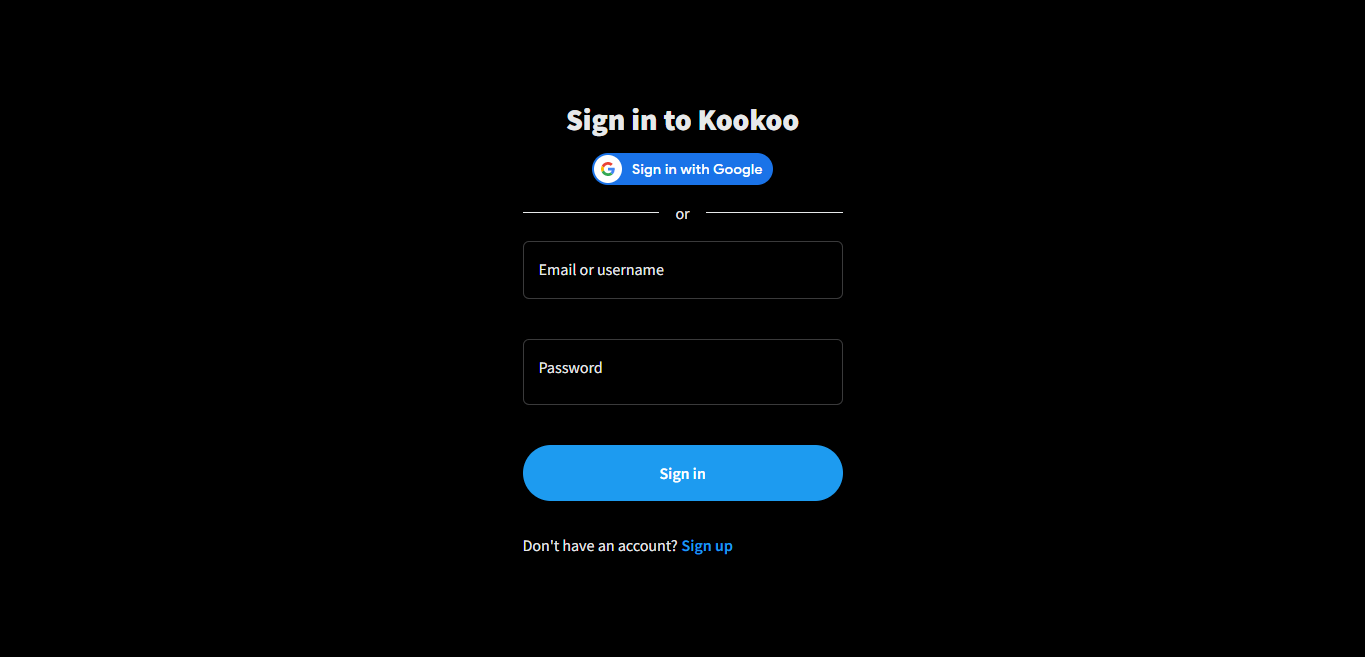 Sign in to Kookoo
Sign in with Google
or
Email or username
Password
Sign in
Don't have an account? Sign up